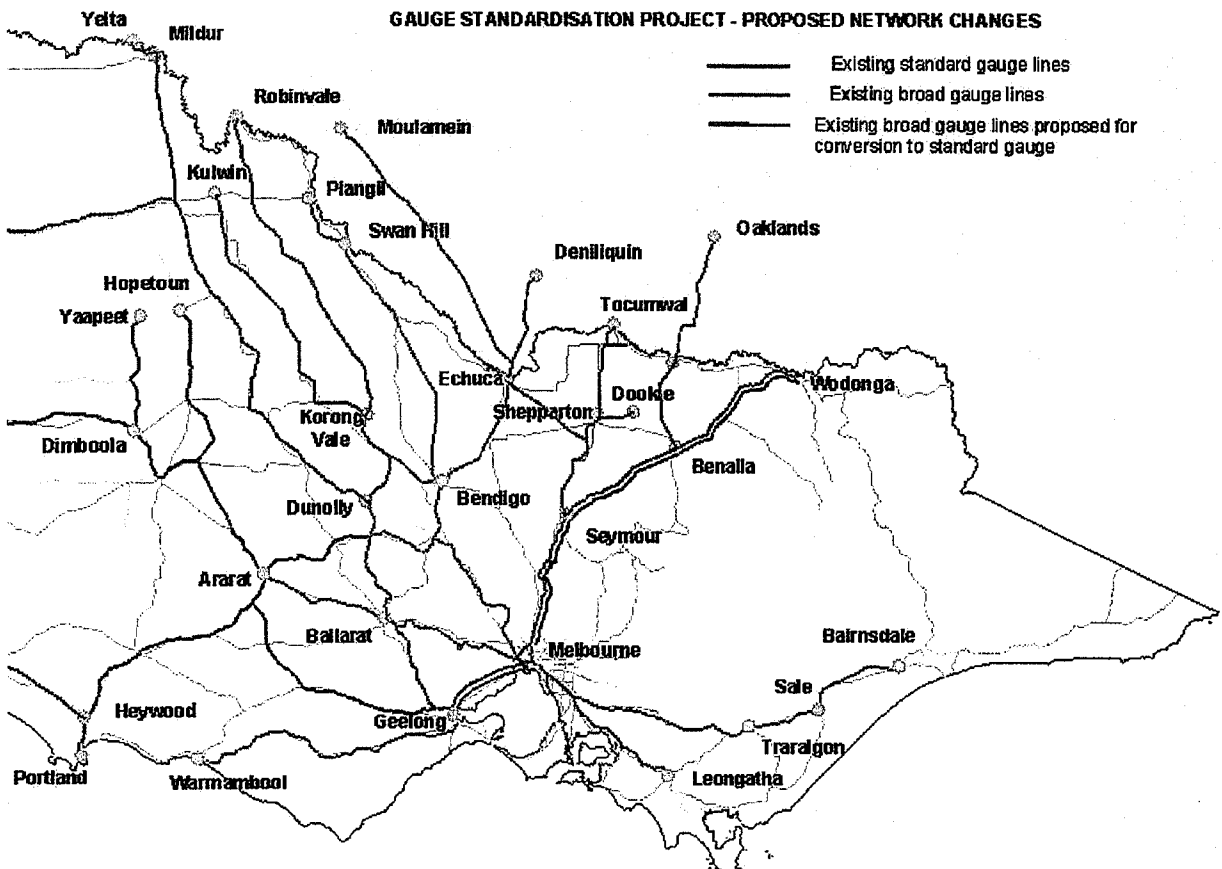 GAUGE STANDARDISATION PROJECT - PROPOSED NETWORK CHANGES
Existing standard gauge lines
Existing broad gauge lines
Existing broad gauge lines proposed for
conversion to standard gauge
Yelta
Mildur
Robinvale
Moulamein
Kulwin
Piangil
Swan Hill
Oaklands
Deniliquin
Hopetoun
Tocumwal
Yaapeet
Echuca
Dookie
Wodonga
Shepparton
Korong
Vale
Dimboola
Benalla
Bendigo
Dunolly
Seymour
Ararat
Ballarat
Melbourne
Bairnsdale
Sale
Heywood
Geelong
Traralgon
Portland
Warrnambool
Leongatha